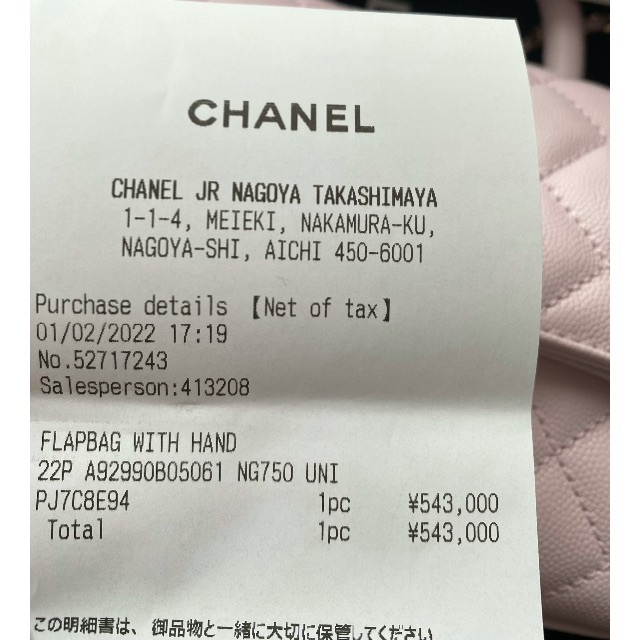 CHANEL
CHANEL JR NAGOYA TAKASHIMAYA
1-1-4, MEIEKI, NAKAMURA-KU,
NAGOYA-SHI, AICHI 450-6001
Purchase details 【Net of tax】
01/02/2022 17:19
No.52717243
Salesperson:413208
FLAPBAG WITH HAND
22P A92990B05061 NG750 UNI
PJ7C8E94 1pc ¥543,000
Total 1pc ¥543,000
この明細書は、御品物と一緒に大切に保管してください